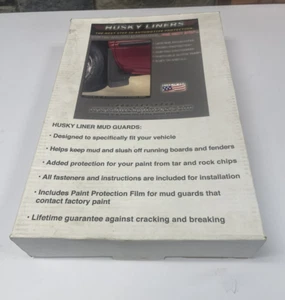 HUSKY LINERS
HUSKY LINER MUD GUARDS:
• Designed to specifically fit your vehicle
• Helps keep mud and slush off running boards and fenders
• Added protection for your paint from tar and rock chips
• All fasteners and instructions are included for installation
• Includes Paint Protection Film for mud guards that
contact factory paint
• Lifetime guarantee against cracking and breaking